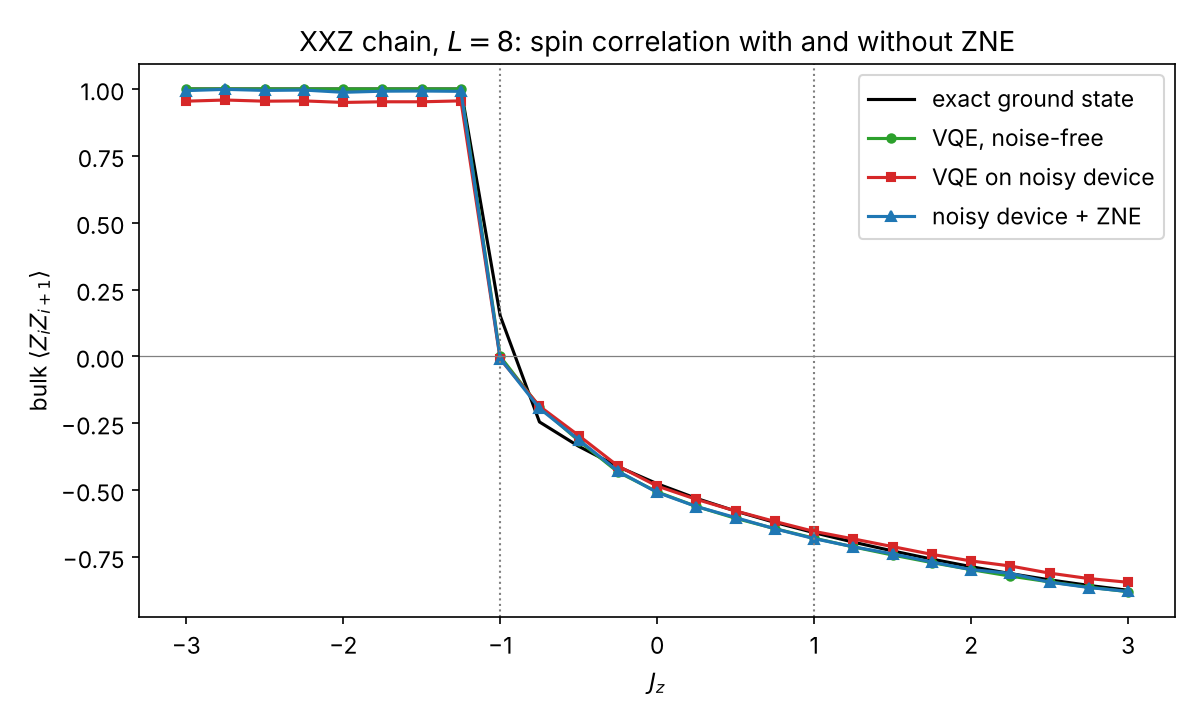 XXZ chain, L = 8: spin correlation with and without ZNE
exact ground state
VQE, noise-free
VQE on noisy device
noisy device + ZNE
bulk ⟨Z_i Z_{i+1}⟩
1.00
0.75
0.50
0.25
0.00
−0.25
−0.50
−0.75
−3 −2 −1 0 1 2 3
J_z